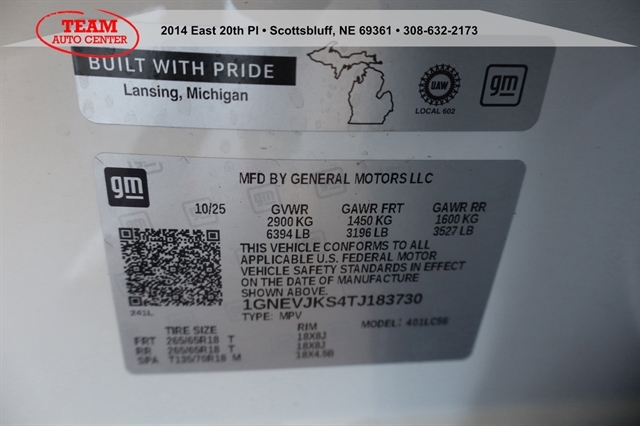 TEAM
AUTO CENTER
2014 East 20th Pl • Scottsbluff, NE 69361 • 308-632-2173
BUILT WITH PRIDE
Lansing, Michigan
UAW
LOCAL 602
gm
gm
MFD BY GENERAL MOTORS LLC
10/25 GVWR GAWR FRT GAWR RR
2900 KG 1450 KG 1600 KG
6394 LB 3196 LB 3527 LB
THIS VEHICLE CONFORMS TO ALL
APPLICABLE U.S. FEDERAL MOTOR
VEHICLE SAFETY STANDARDS IN EFFECT
ON THE DATE OF MANUFACTURE
SHOWN ABOVE.
1GNEVJKS4TJ183730
241L TYPE: MPV MODEL: 401LC56
TIRE SIZE RIM
FRT 265/65R18 T 18X8J
RR 265/65R18 T 18X8J
SPA T135/70R18 M 18X4.5B